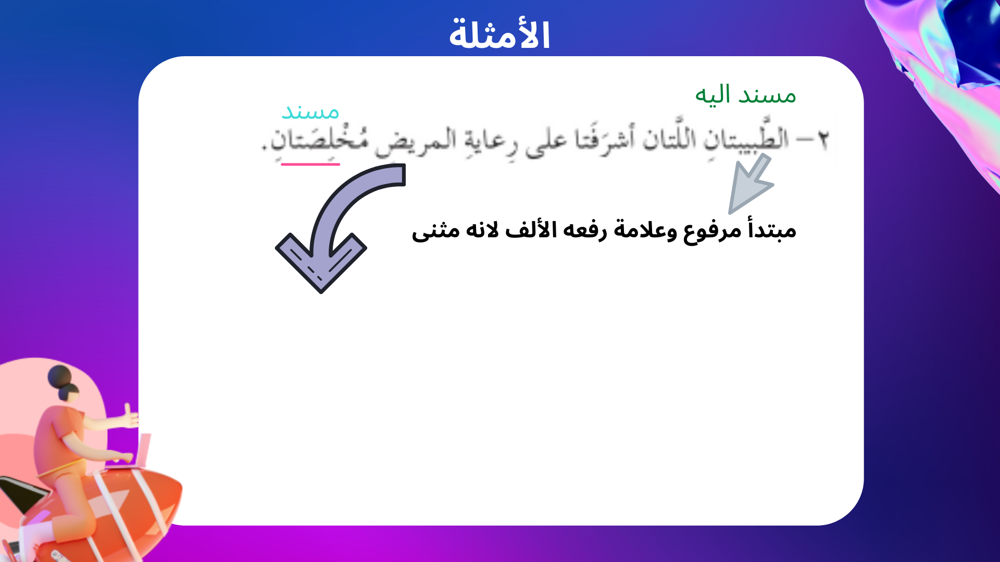 الأمثلة
مسند اليه
مسند
٢ – الطَّبيبتانِ اللَّتان أشرَفَتا على رِعايةِ المريضِ مُخْلِصَتانِ.
مبتدأ مرفوع وعلامة رفعه الألف لانه مثنى